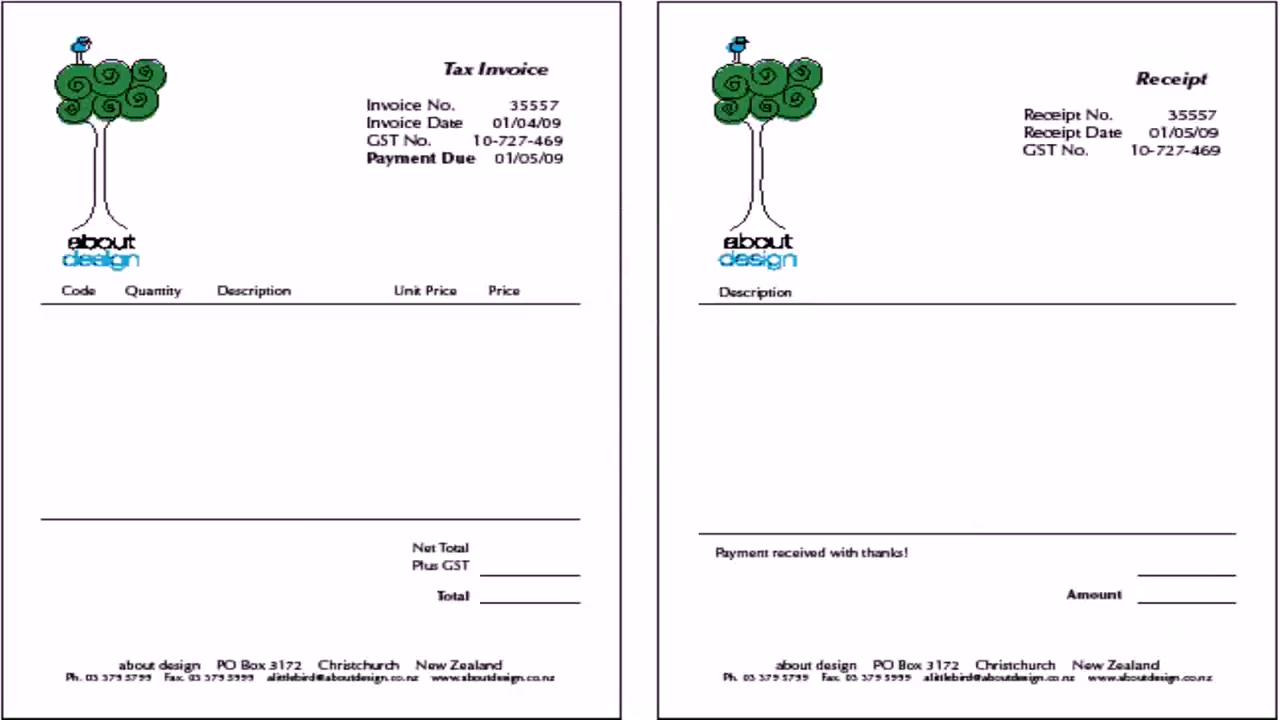 Tax Invoice
Invoice No. 35557
Invoice Date 01/04/09
GST No. 10-727-469
Payment Due 01/05/09
about
design
Code Quantity Description Unit Price Price
Net Total
Plus GST
Total
about design PO Box 3172 Christchurch New Zealand
Ph. 03 379 5799 Fax. 03 379 5999 alittlebird@aboutdesign.co.nz www.aboutdesign.co.nz
Receipt
Receipt No. 35557
Receipt Date 01/05/09
GST No. 10-727-469
about
design
Description
Payment received with thanks!
Amount
about design PO Box 3172 Christchurch New Zealand
Ph. 03 379 5799 Fax. 03 379 5999 alittlebird@aboutdesign.co.nz www.aboutdesign.co.nz